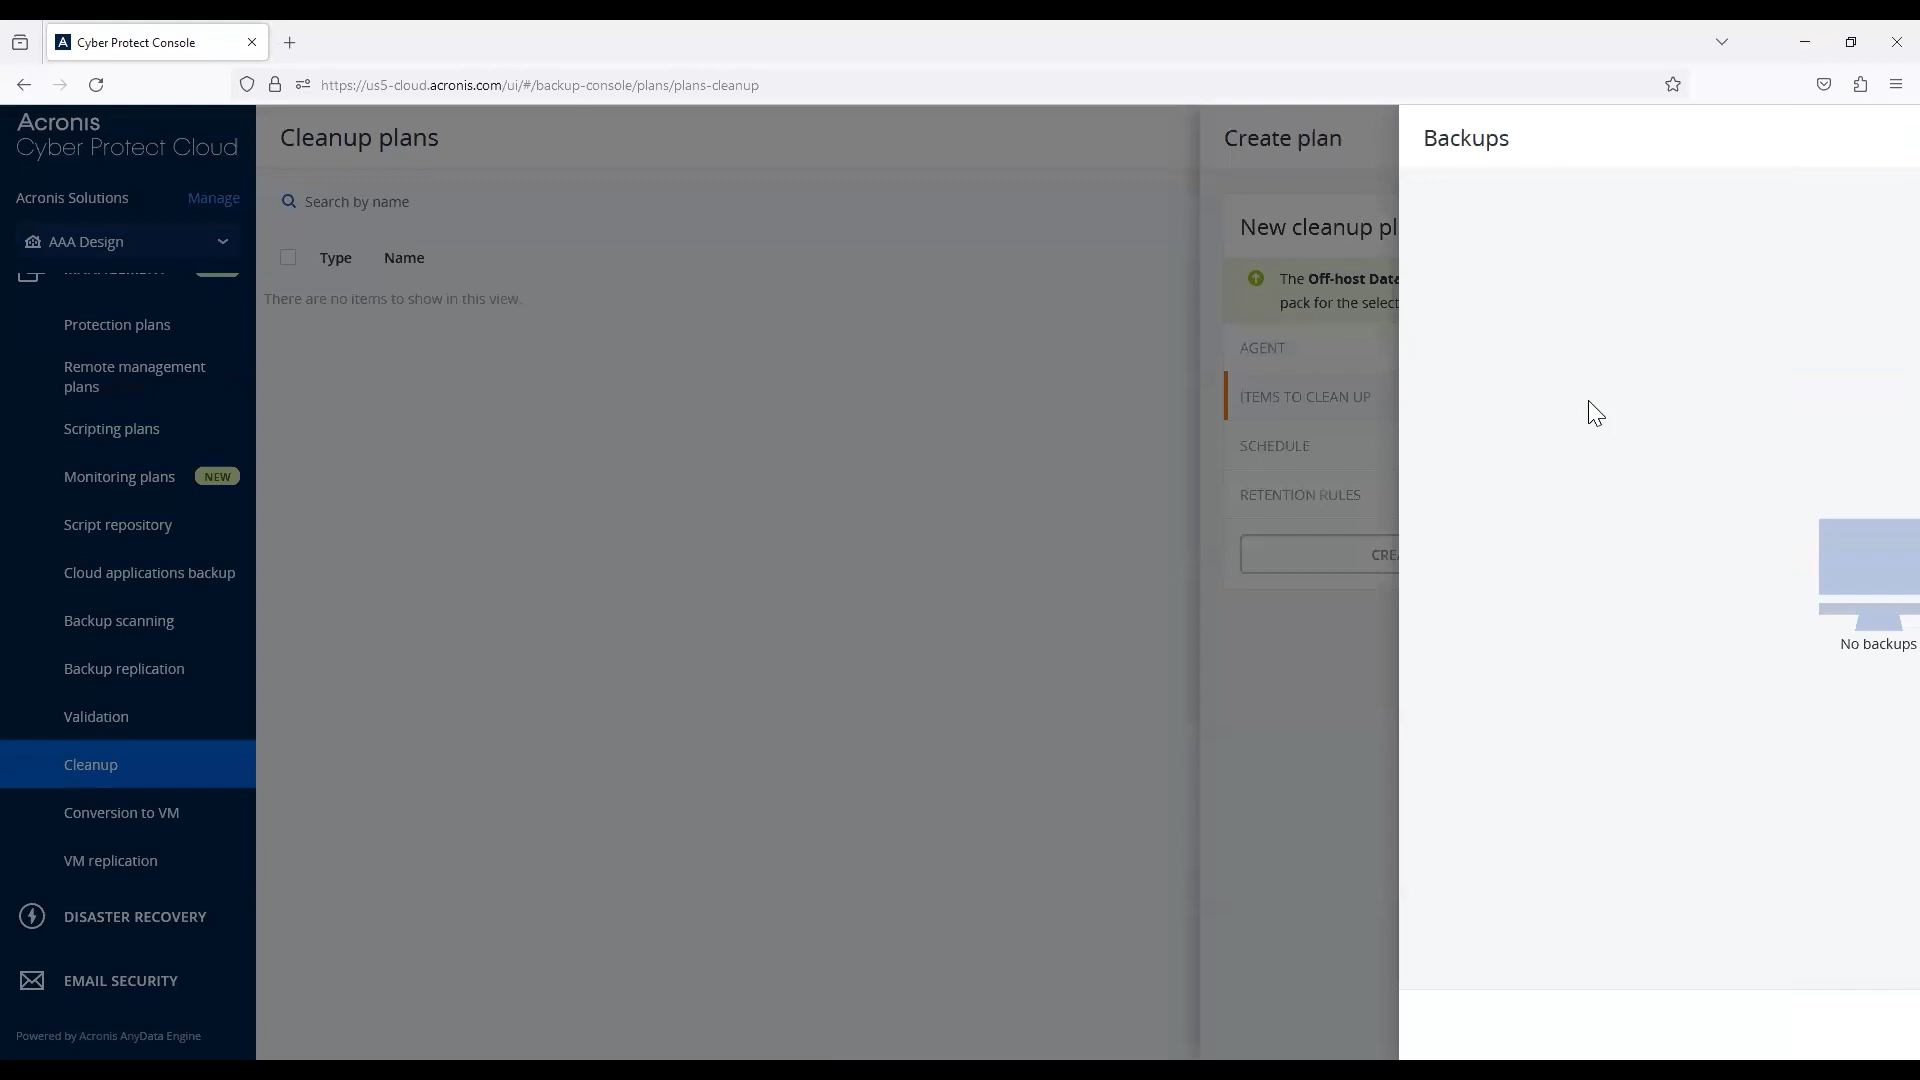 Cyber Protect Console
https://us5-cloud.acronis.com/ui/#/backup-console/plans/plans-cleanup
Acronis
Cyber Protect Cloud
Acronis Solutions
Manage
AAA Design
Protection plans
Remote management
plans
Scripting plans
Monitoring plans
NEW
Script repository
Cloud applications backup
Backup scanning
Backup replication
Validation
Cleanup
Conversion to VM
VM replication
DISASTER RECOVERY
EMAIL SECURITY
Powered by Acronis AnyData Engine
Cleanup plans
Search by name
Type
Name
There are no items to show in this view.
Create plan
New cleanup pl
The Off-host Data
pack for the select
AGENT
ITEMS TO CLEAN UP
SCHEDULE
RETENTION RULES
CREA
Backups
No backups